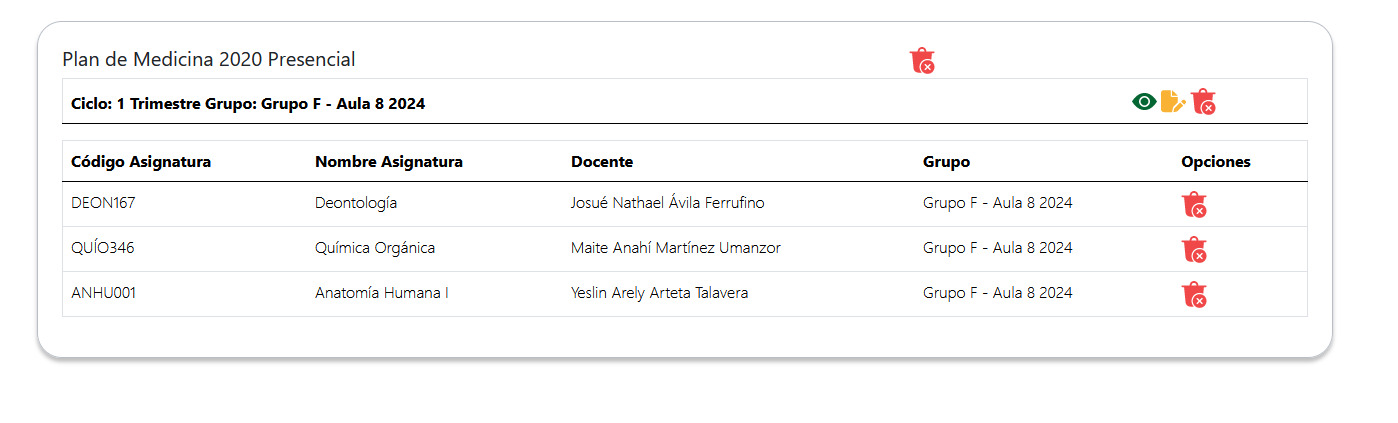 Plan de Medicina 2020 Presencial
Ciclo: 1 Trimestre Grupo: Grupo F - Aula 8 2024
Código Asignatura Nombre Asignatura Docente Grupo Opciones
DEON167 Deontología Josué Nathael Ávila Ferrufino Grupo F - Aula 8 2024
QUÍO346 Química Orgánica Maite Anahí Martínez Umanzor Grupo F - Aula 8 2024
ANHU001 Anatomía Humana I Yeslin Arely Arteta Talavera Grupo F - Aula 8 2024